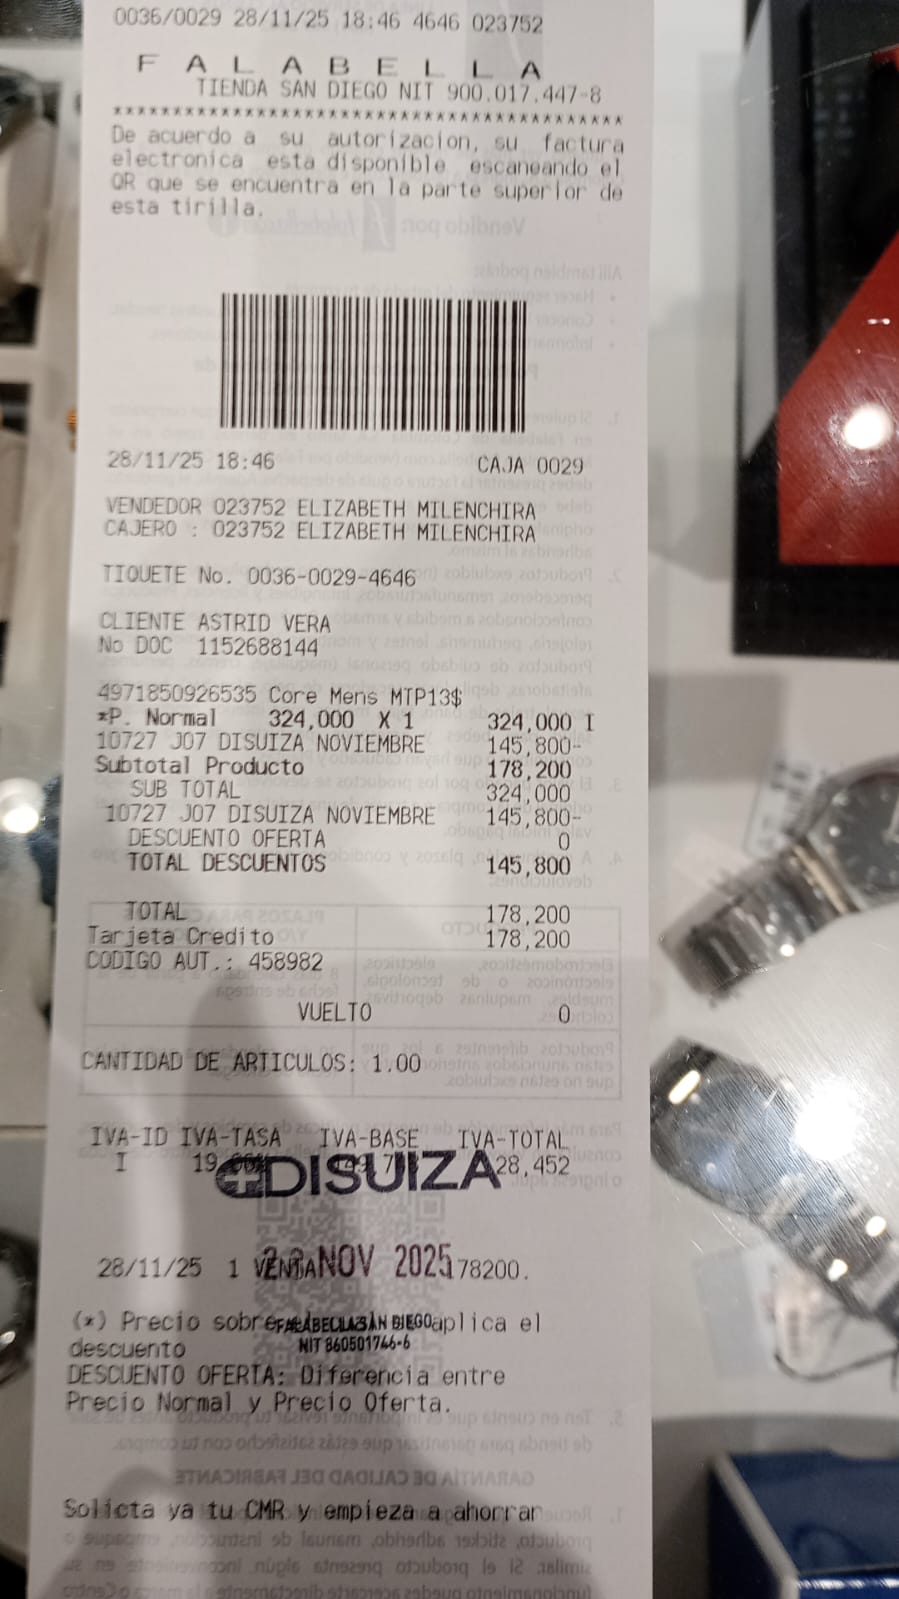 0036/0029 28/11/25 18:46 4646 023752
FALABELLA
TIENDA SAN DIEGO NIT 900.017.447-8
******************************************
De acuerdo a su autorizacion, su factura
electronica esta disponible escaneando el
QR que se encuentra en la parte superior de
esta tirilla.
28/11/25 18:46 CAJA 0029
VENDEDOR 023752 ELIZABETH MILENCHIRA
CAJERO : 023752 ELIZABETH MILENCHIRA
TIQUETE No. 0036-0029-4646
CLIENTE ASTRID VERA
No DOC 1152688144
4971850926535 Core Mens MTP13$
*P. Normal 324,000 X 1 324,000 I
10727 J07 DISUIZA NOVIEMBRE 145,800-
Subtotal Producto 178,200
SUB TOTAL 324,000
10727 J07 DISUIZA NOVIEMBRE 145,800-
DESCUENTO OFERTA 0
TOTAL DESCUENTOS 145,800
TOTAL 178,200
Tarjeta Credito 178,200
CODIGO AUT.: 458982
VUELTO 0
CANTIDAD DE ARTICULOS: 1.00
IVA-ID IVA-TASA IVA-BASE IVA-TOTAL
I 28,452
DISUIZA
28/11/25 1 VENTA 178200.
NOV 2025
(*) Precio sobre aplica el
FALABELLA SAN DIEGO
descuento
NIT 860501746-6
DESCUENTO OFERTA: Diferencia entre
Precio Normal y Precio Oferta.
Solicta ya tu CMR y empieza a ahorrar